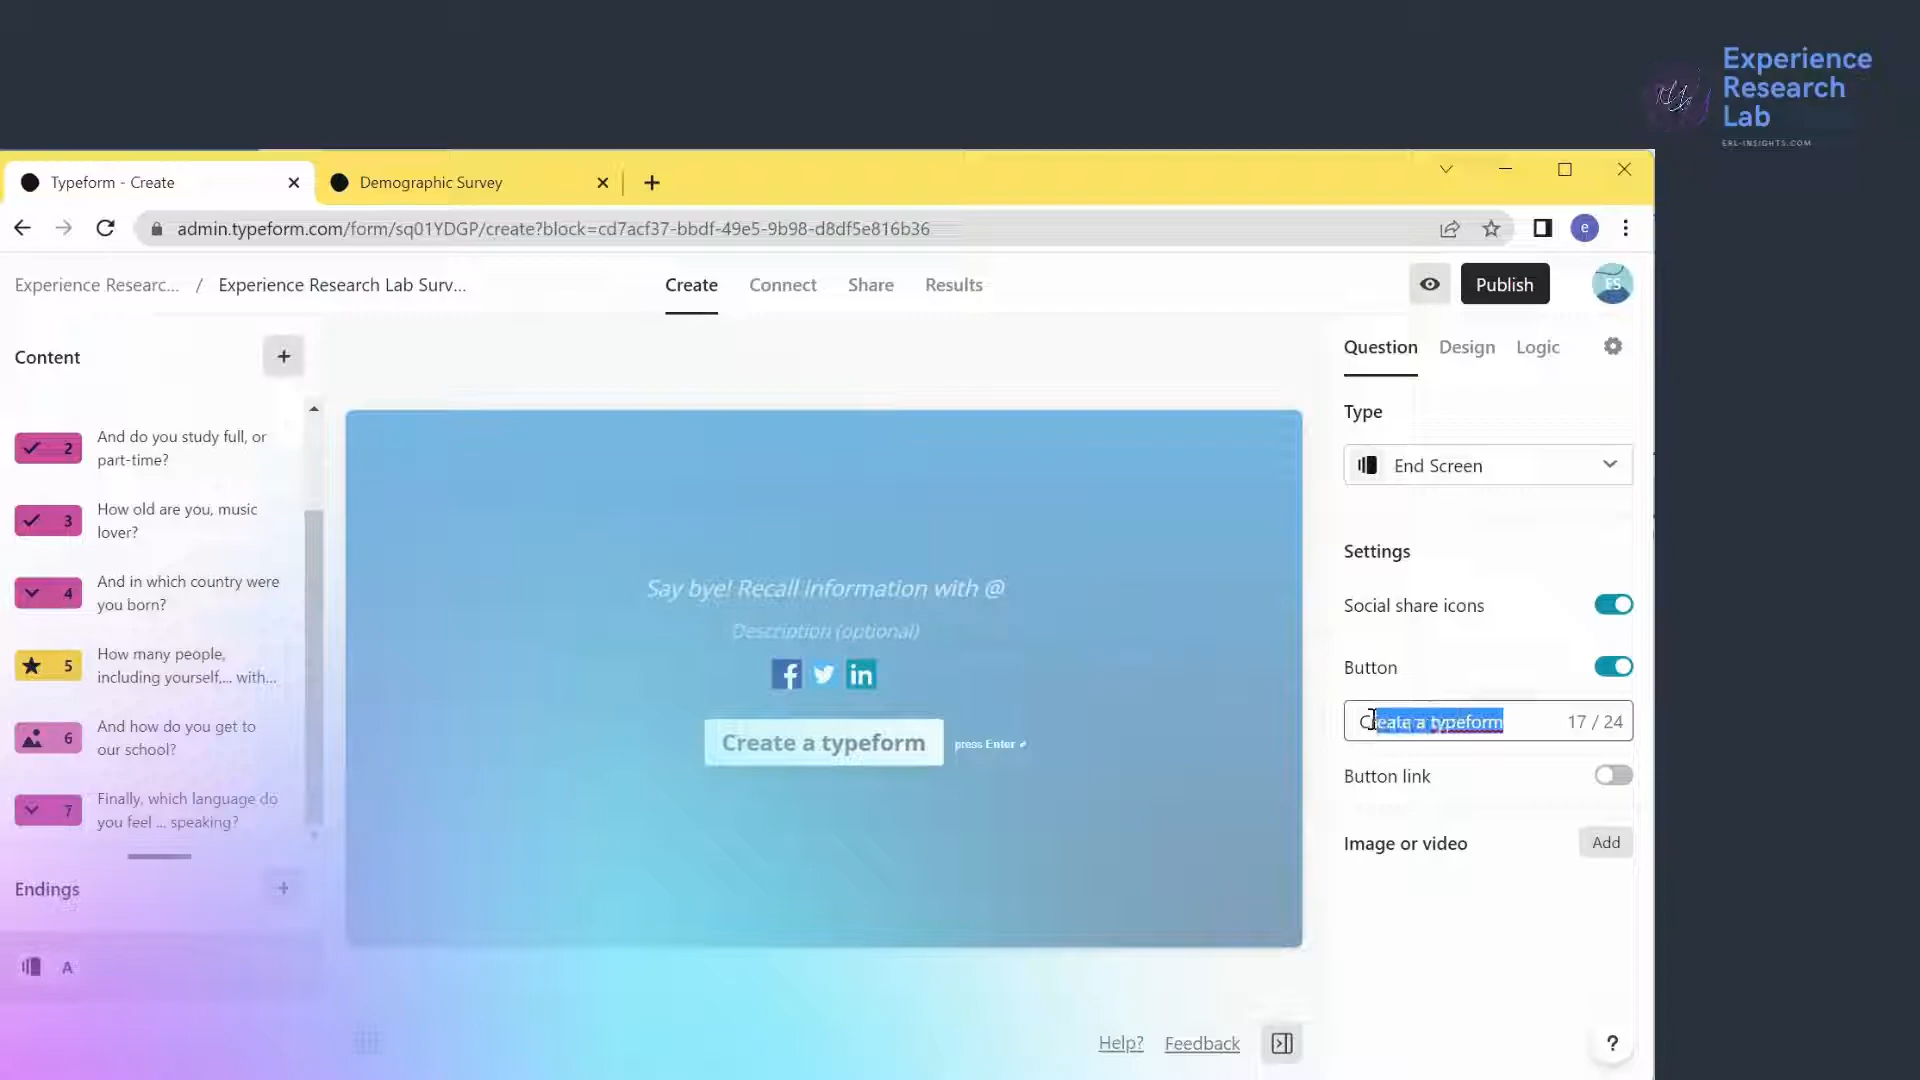 Experience
Research
Lab
ERL-INSIGHTS.COM
Typeform - Create
Demographic Survey
admin.typeform.com/form/sq01YDGP/create?block=cd7acf37-bbdf-49e5-9b98-d8df5e816b36
e
Experience Researc... / Experience Research Lab Surv...
Create
Connect
Share
Results
Publish
ES
Content
+
2 And do you study full, or
part-time?
3 How old are you, music
lover?
4 And in which country were
you born?
5 How many people,
including yourself,... with...
6 And how do you get to
our school?
7 Finally, which language do
you feel ... speaking?
Endings
+
A
Say bye! Recall information with @
Description (optional)
f
in
Create a typeform
press Enter
Help?
Feedback
Question
Design
Logic
Type
End Screen
Settings
Social share icons
Button
Create a typeform 17 / 24
Button link
Image or video
Add
?